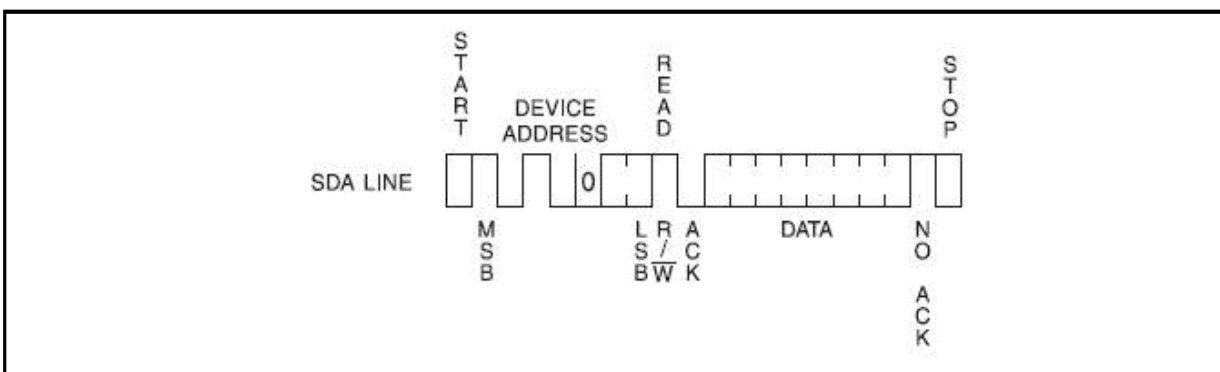 START
READ
STOP
DEVICE
ADDRESS
SDA LINE
0
MSB
LSB
R/W
ACK
DATA
NO ACK